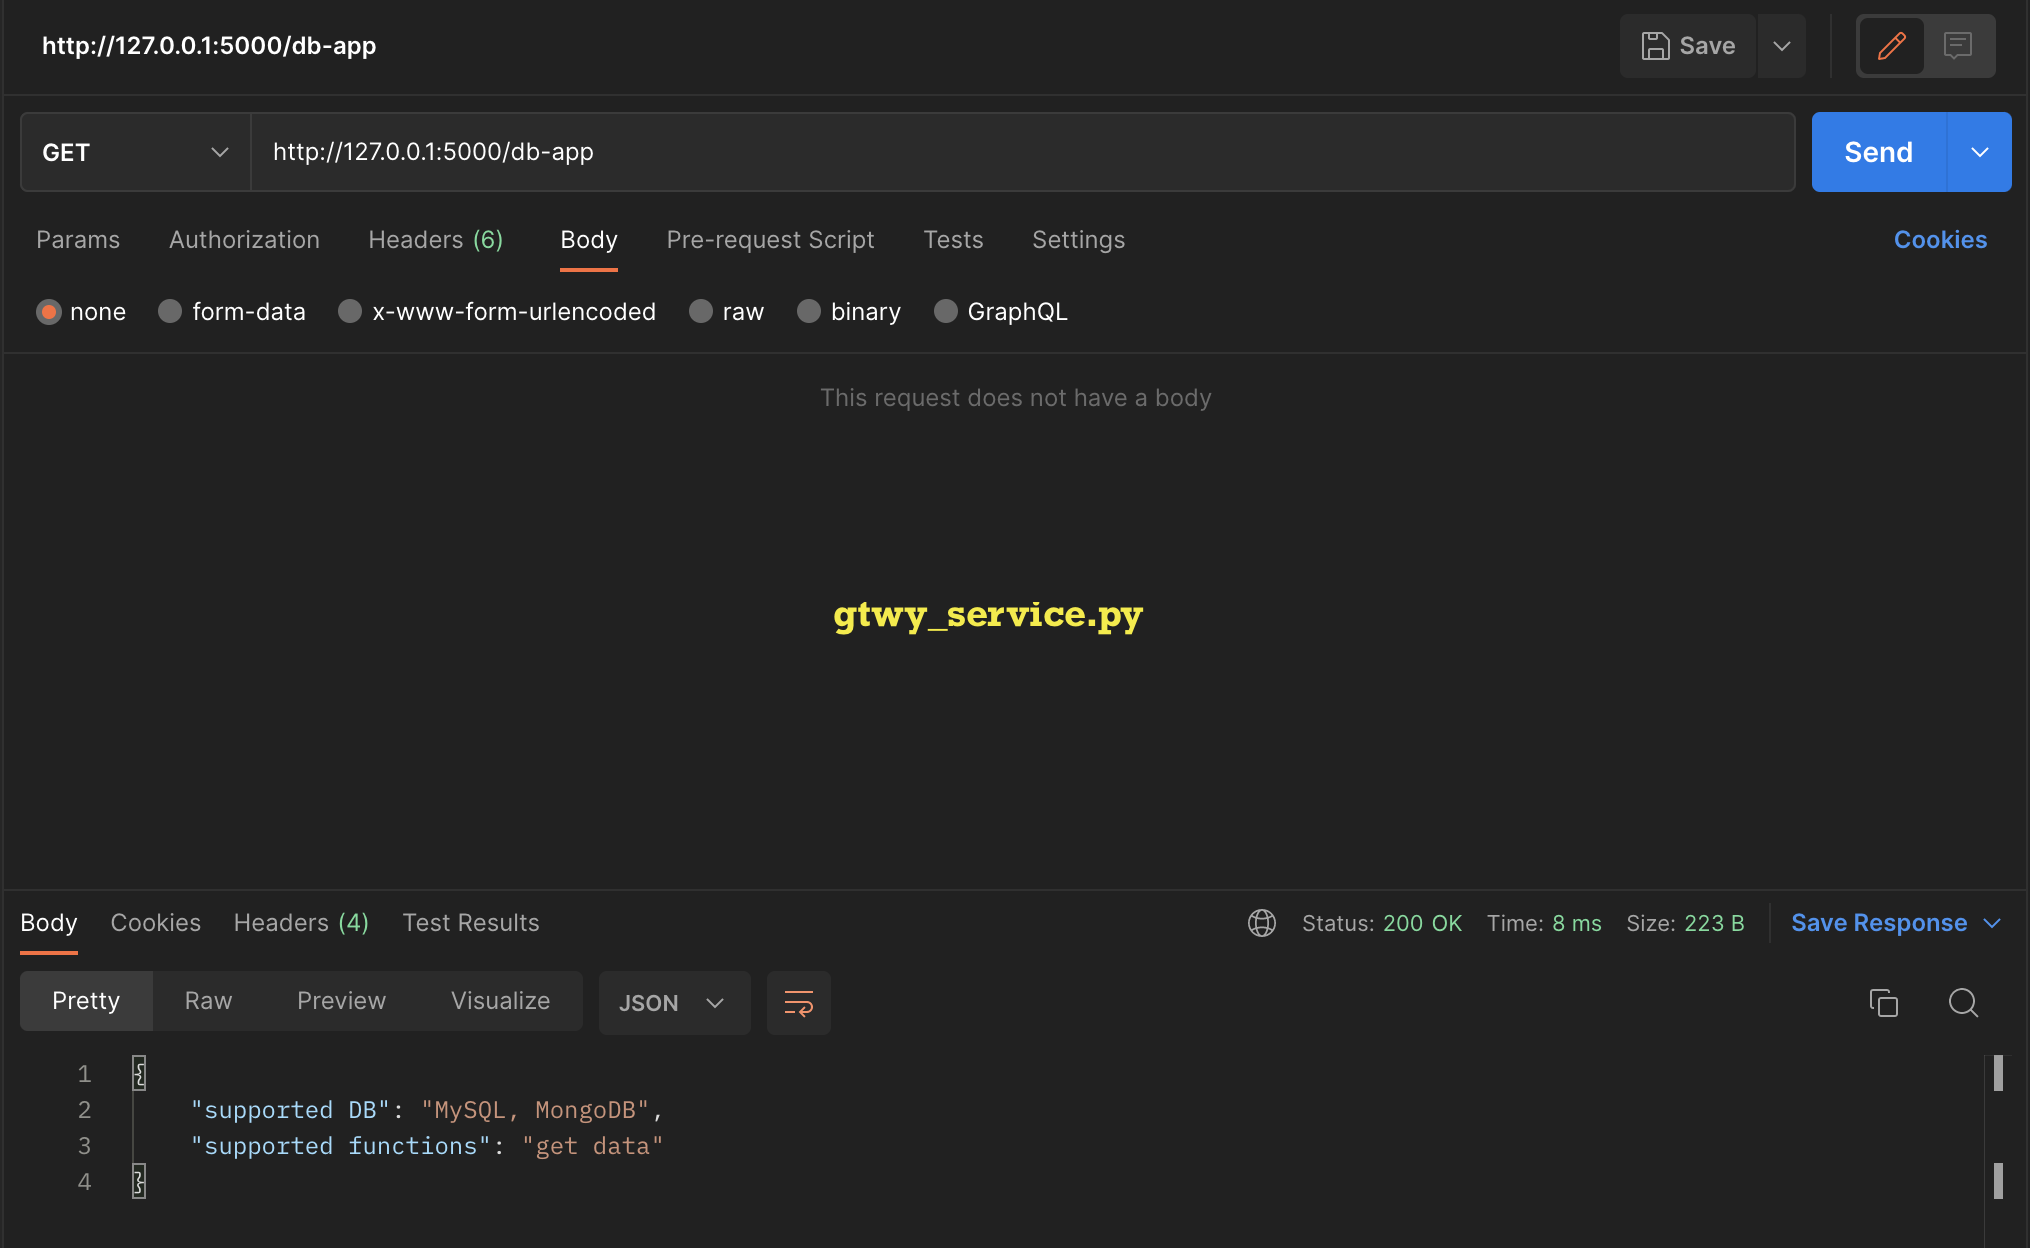 http://127.0.0.1:5000/db-app
Save
GET
http://127.0.0.1:5000/db-app
Send
Params Authorization Headers (6) Body Pre-request Script Tests Settings Cookies
none form-data x-www-form-urlencoded raw binary GraphQL
This request does not have a body
gtwy_service.py
Body Cookies Headers (4) Test Results Status: 200 OK Time: 8 ms Size: 223 B Save Response
Pretty Raw Preview Visualize JSON
1 {
2 "supported DB": "MySQL, MongoDB",
3 "supported functions": "get data"
4 }